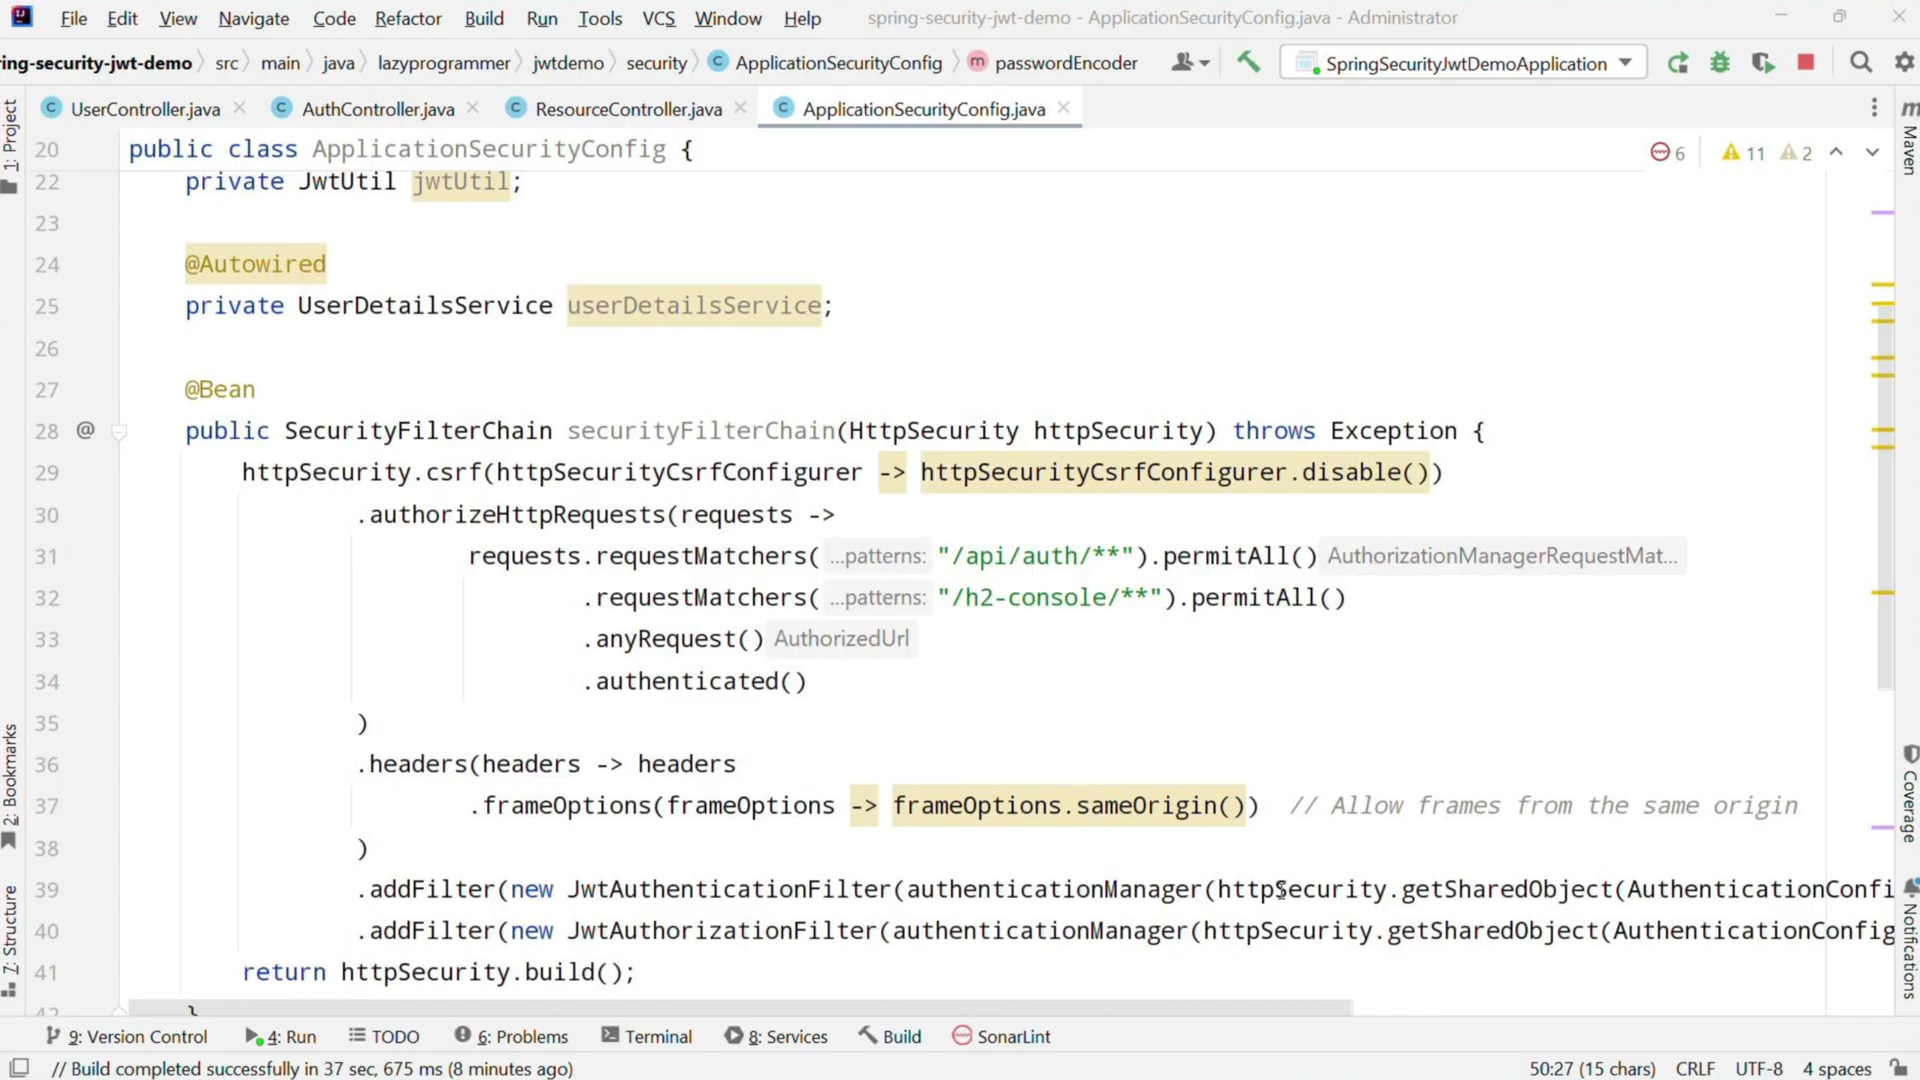 File Edit View Navigate Code Refactor Build Run Tools VCS Window Help spring-security-jwt-demo - ApplicationSecurityConfig.java - Administrator
ing-security-jwt-demo src main java lazyprogrammer jwtdemo security ApplicationSecurityConfig passwordEncoder SpringSecurityJwtDemoApplication
UserController.java AuthController.java ResourceController.java ApplicationSecurityConfig.java
20 public class ApplicationSecurityConfig { 6 11 2
22 private JwtUtil jwtUtil;
23
24 @Autowired
25 private UserDetailsService userDetailsService;
26
27 @Bean
28 public SecurityFilterChain securityFilterChain(HttpSecurity httpSecurity) throws Exception {
29 httpSecurity.csrf(httpSecurityCsrfConfigurer -> httpSecurityCsrfConfigurer.disable())
30 .authorizeHttpRequests(requests ->
31 requests.requestMatchers( ...patterns: "/api/auth/**").permitAll() AuthorizationManagerRequestMat...
32 .requestMatchers( ...patterns: "/h2-console/**").permitAll()
33 .anyRequest() AuthorizedUrl
34 .authenticated()
35 )
36 .headers(headers -> headers
37 .frameOptions(frameOptions -> frameOptions.sameOrigin()) // Allow frames from the same origin
38 )
39 .addFilter(new JwtAuthenticationFilter(authenticationManager(httpSecurity.getSharedObject(AuthenticationConfi
40 .addFilter(new JwtAuthorizationFilter(authenticationManager(httpSecurity.getSharedObject(AuthenticationConfig
41 return httpSecurity.build();
42 }
1: Project
2: Bookmarks
7: Structure
m
Maven
Coverage
Notifications
9: Version Control 4: Run TODO 6: Problems Terminal 8: Services Build SonarLint
// Build completed successfully in 37 sec, 675 ms (8 minutes ago) 50:27 (15 chars) CRLF UTF-8 4 spaces